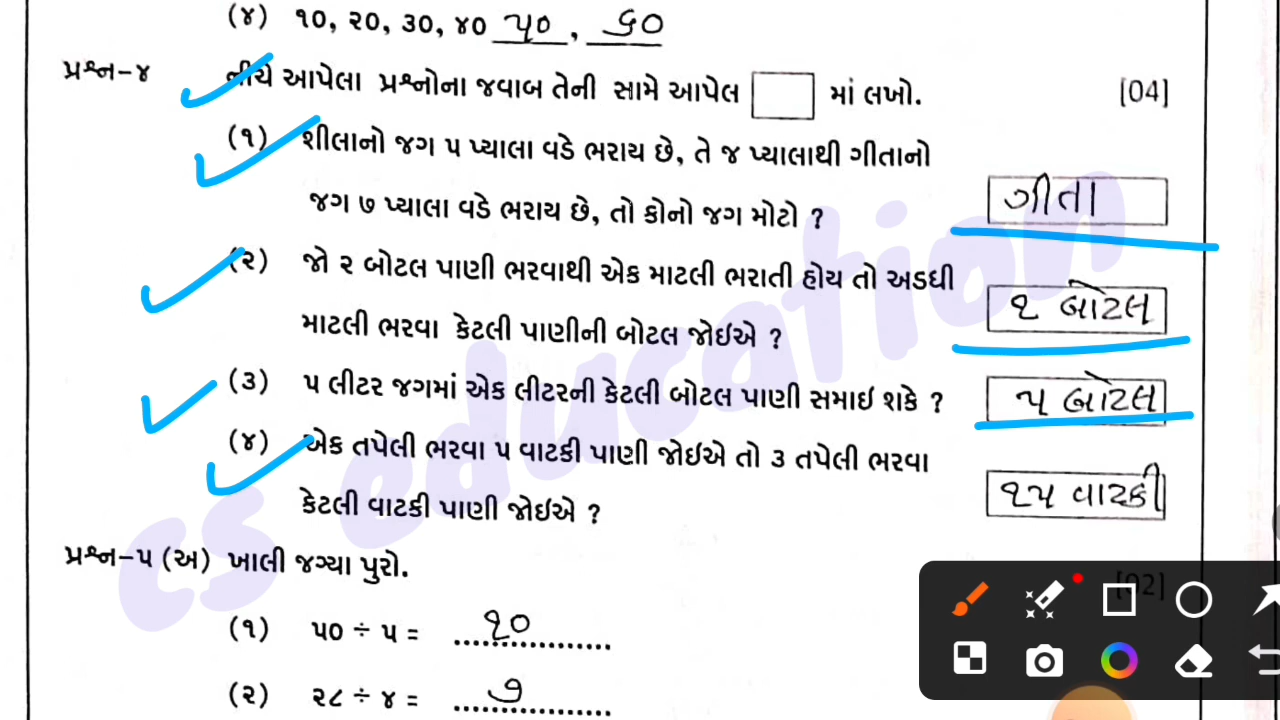 (૪) ૧૦, ૨૦, ૩૦, ૪૦ ૫૦ , ૬૦
પ્રશ્ન-૪ નીચે આપેલા પ્રશ્નોના જવાબ તેની સામે આપેલ માં લખો. [04]
(૧) શીલાનો જગ ૫ પ્યાલા વડે ભરાય છે, તે જ પ્યાલાથી ગીતાનો
જગ ૭ પ્યાલા વડે ભરાય છે, તો કોનો જગ મોટો ? ગીતા
(૨) જો ૨ બોટલ પાણી ભરવાથી એક માટલી ભરાતી હોય તો અડધી
માટલી ભરવા કેટલી પાણીની બોટલ જોઇએ ? ૧ બોટલ
(૩) ૫ લીટર જગમાં એક લીટરની કેટલી બોટલ પાણી સમાઇ શકે ? ૫ બોટલ
(૪) એક તપેલી ભરવા ૫ વાટકી પાણી જોઇએ તો ૩ તપેલી ભરવા
કેટલી વાટકી પાણી જોઇએ ? ૧૫ વાટકી
પ્રશ્ન-૫ (અ) ખાલી જગ્યા પુરો. [02]
(૧) ૫૦ ÷ ૫ = ૧૦
(૨) ૨૮ ÷ ૪ = ૭
cs education